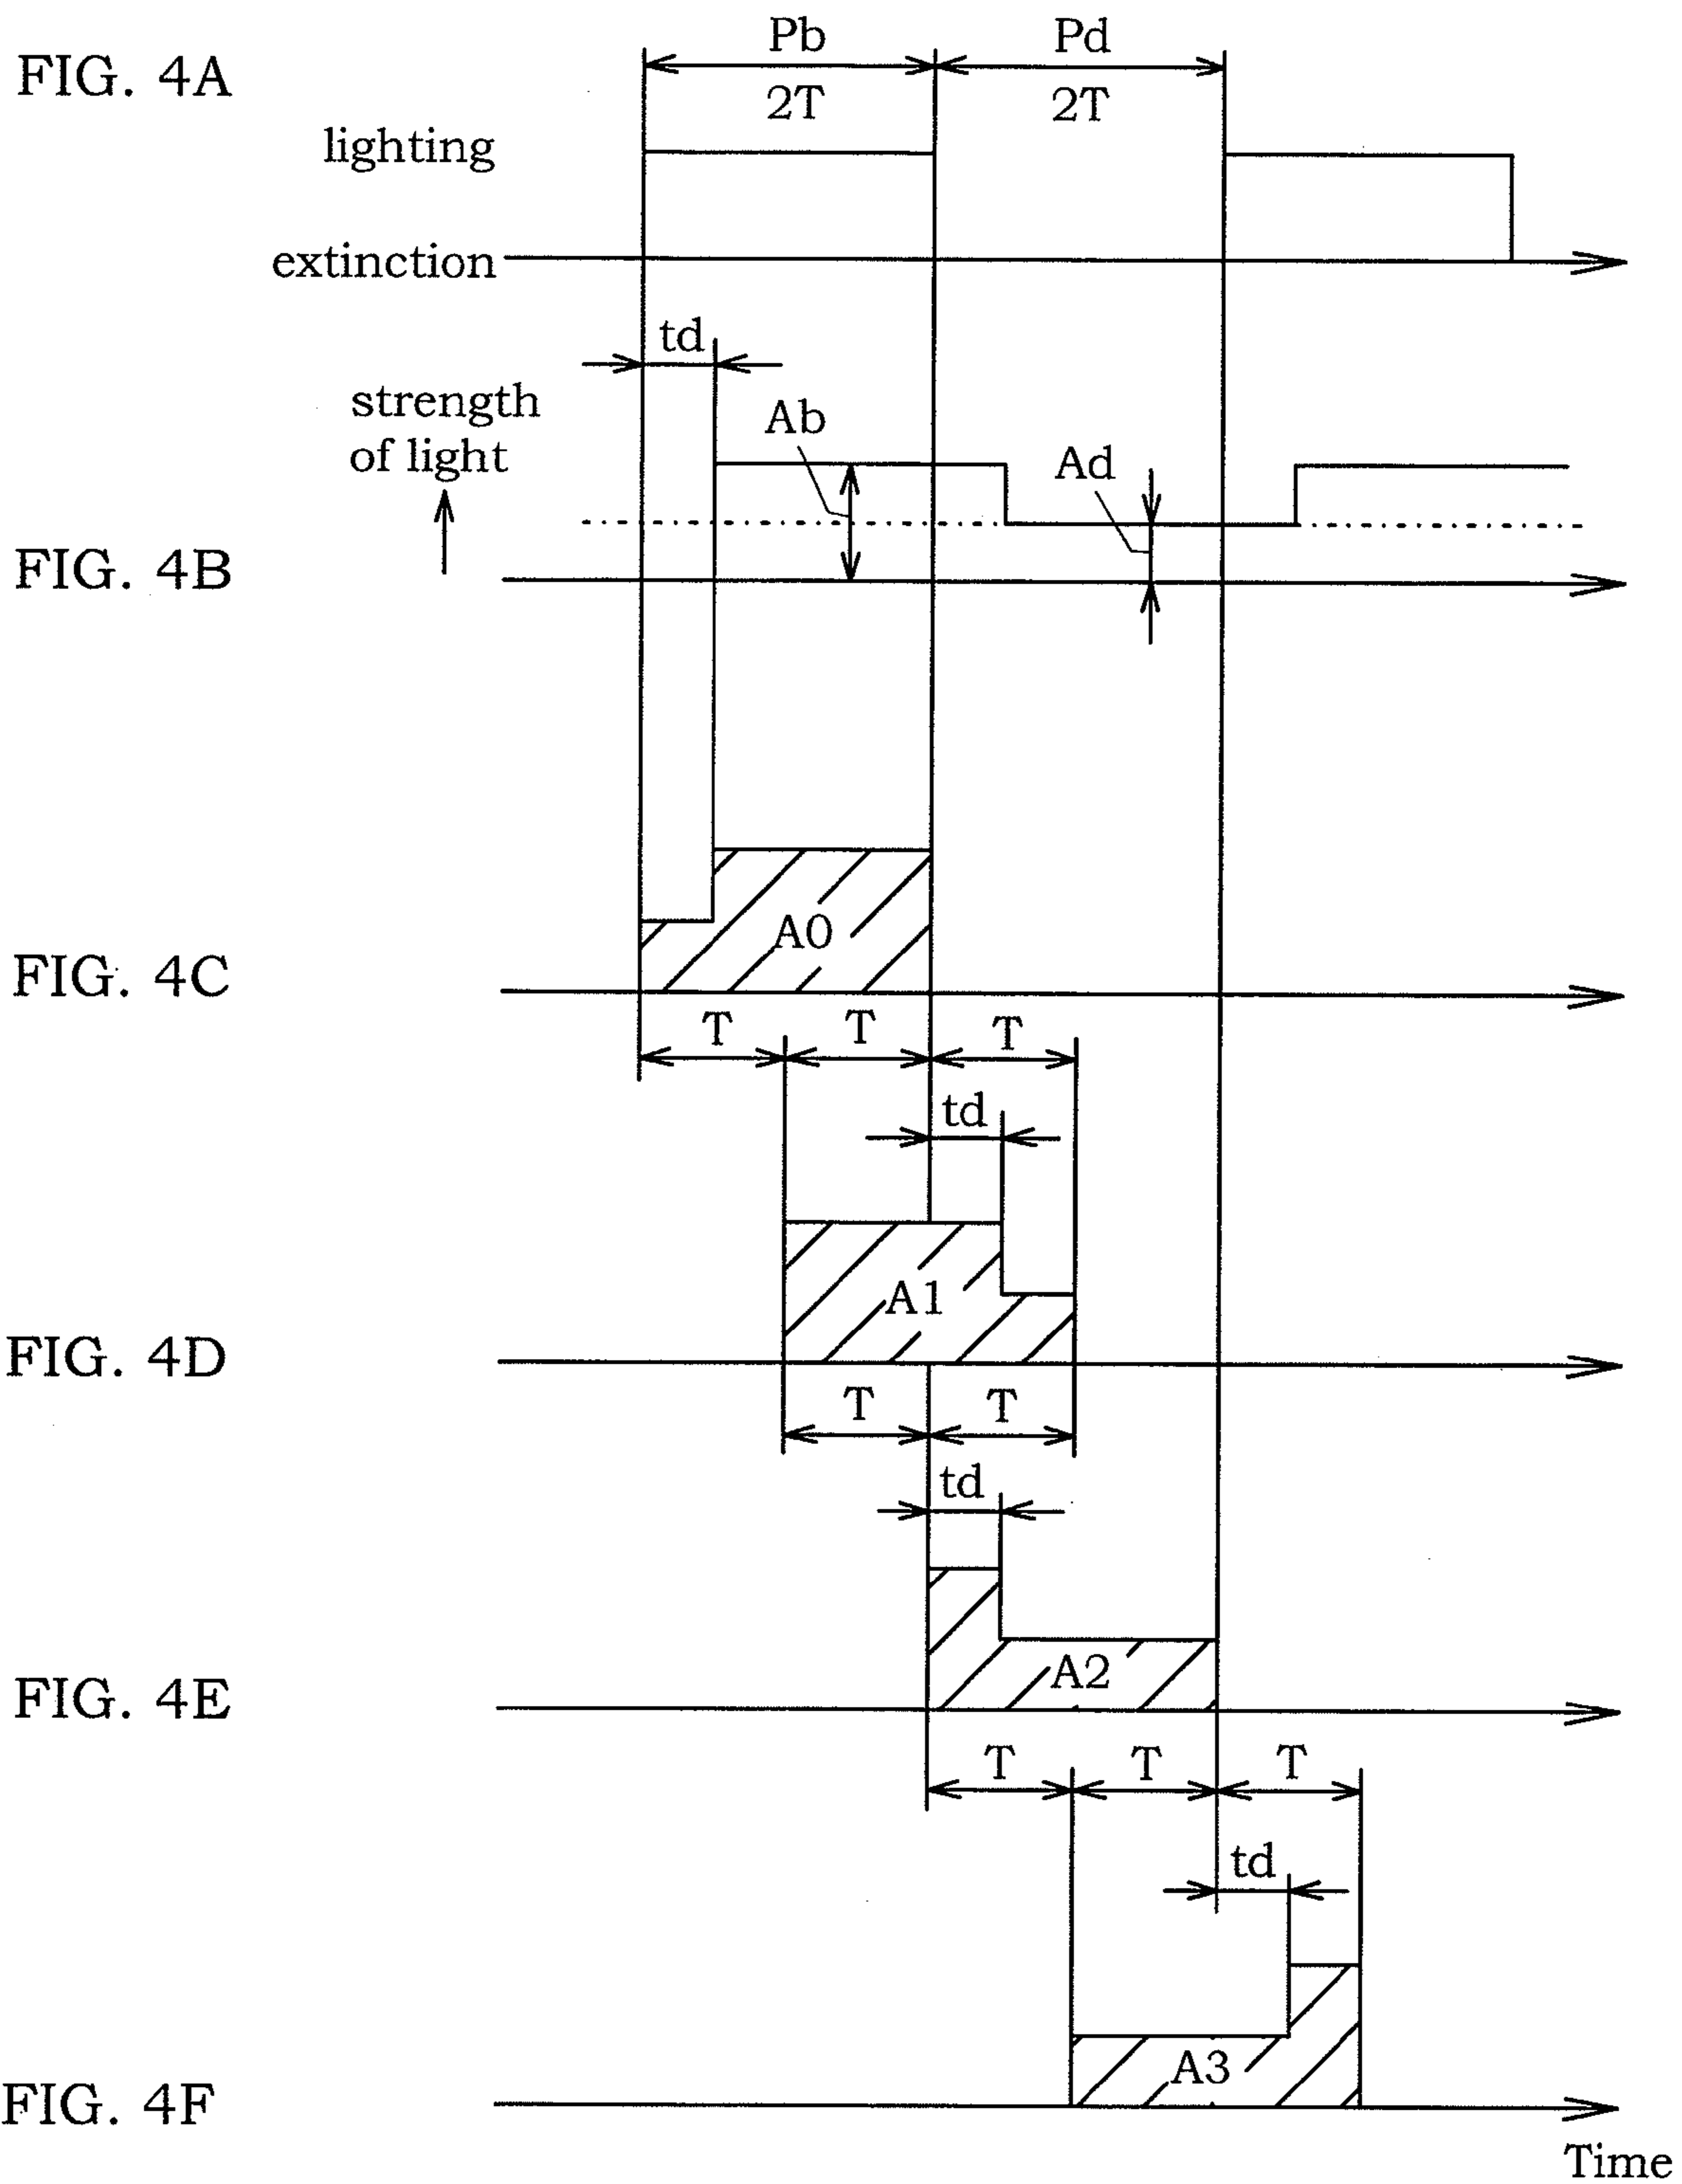 Pb Pd
FIG. 4A
2T 2T
lighting
extinction
td
strength
of light
Ab
Ad
FIG. 4B
A0
FIG. 4C
T T T
td
A1
FIG. 4D
T T
td
A2
FIG. 4E
T T T
td
A3
FIG. 4F
Time